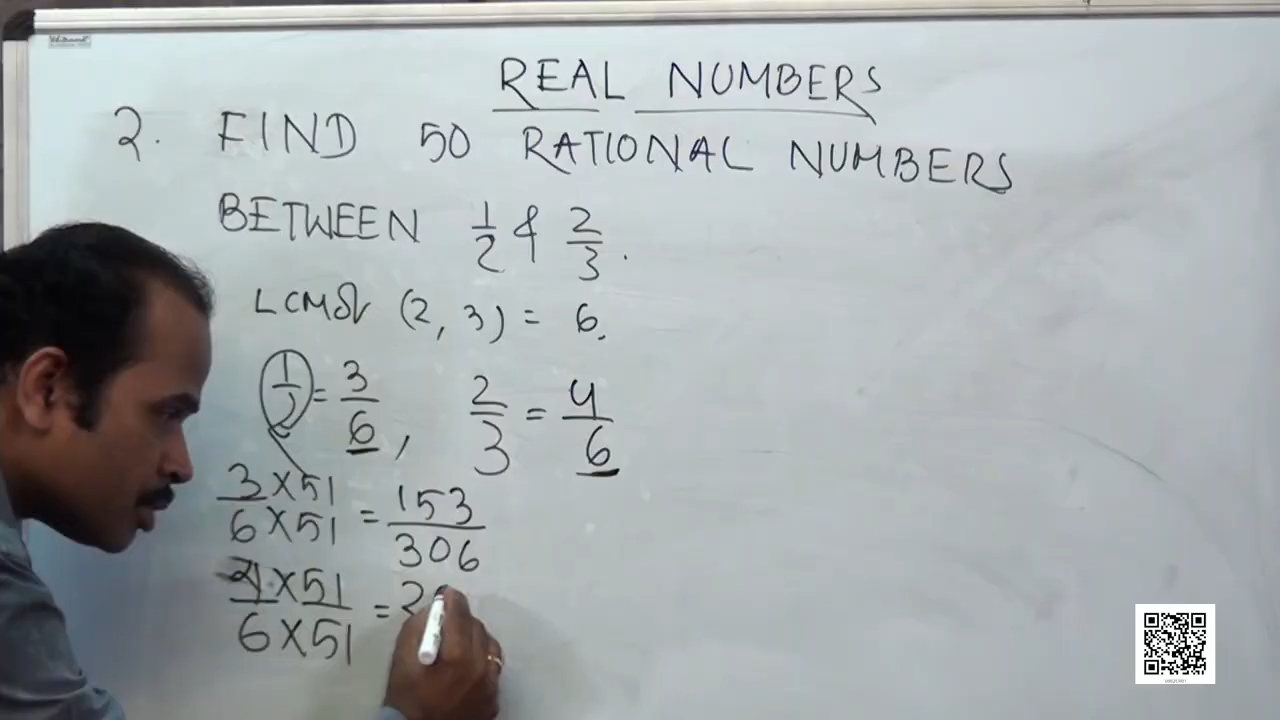 REAL NUMBERS
2. FIND 50 RATIONAL NUMBERS
BETWEEN 1/2 & 2/3.
LCM of (2, 3) = 6.
1/2 = 3/6, 2/3 = 4/6
3×51/6×51 = 153/306
4×51/6×51 = 20